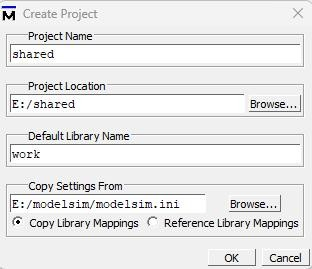 Create Project
Project Name
shared
Project Location
E:/shared
Browse...
Default Library Name
work
Copy Settings From
E:/modelsim/modelsim.ini
Browse...
Copy Library Mappings
Reference Library Mappings
OK
Cancel